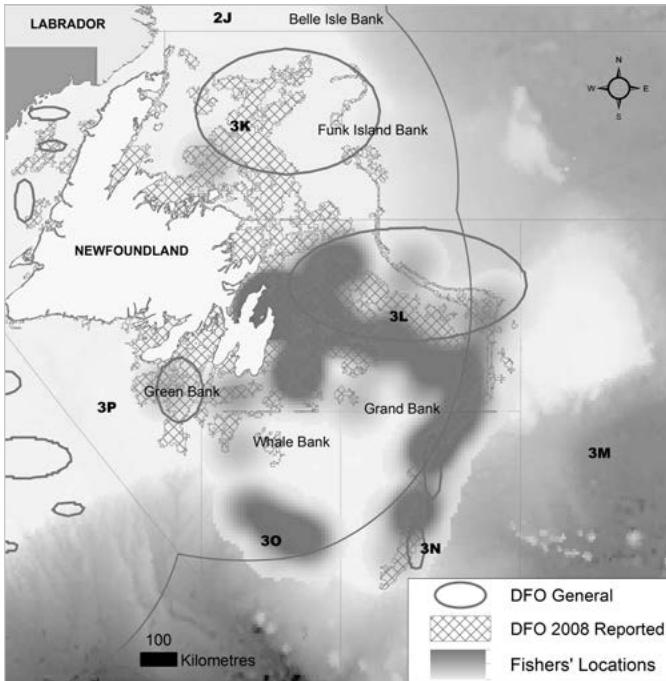 2J
Belle Isle Bank
LABRADOR
N
W
E
S
3K
Funk Island Bank
NEWFOUNDLAND
3L
Green Bank
3P
Grand Bank
Whale Bank
3M
3O
3N
DFO General
DFO 2008 Reported
Fishers' Locations
100
Kilometres